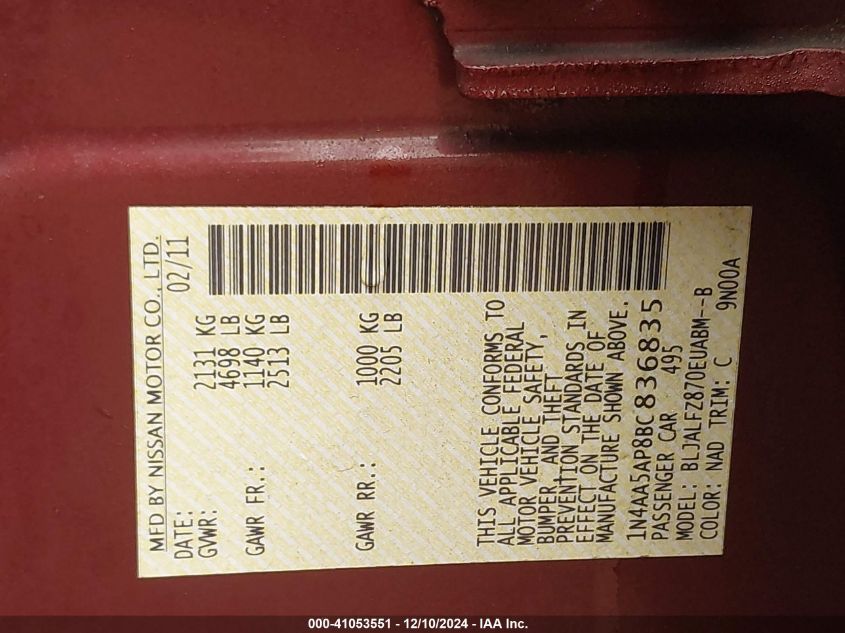 MFD BY NISSAN MOTOR CO., LTD.
DATE: 02/11
GVWR: 2131 KG
4698 LB
GAWR FR.: 1140 KG
2513 LB
GAWR RR.: 1000 KG
2205 LB
THIS VEHICLE CONFORMS TO
ALL APPLICABLE FEDERAL
MOTOR VEHICLE SAFETY,
BUMPER, AND THEFT
PREVENTION STANDARDS IN
EFFECT ON THE DATE OF
MANUFACTURE SHOWN ABOVE.
1N4AA5AP8BC836835
PASSENGER CAR 495
MODEL: BLJALFZ870EUABM--B
COLOR: NAD TRIM: C 9N00A
000-41053551 - 12/10/2024 - IAA Inc.